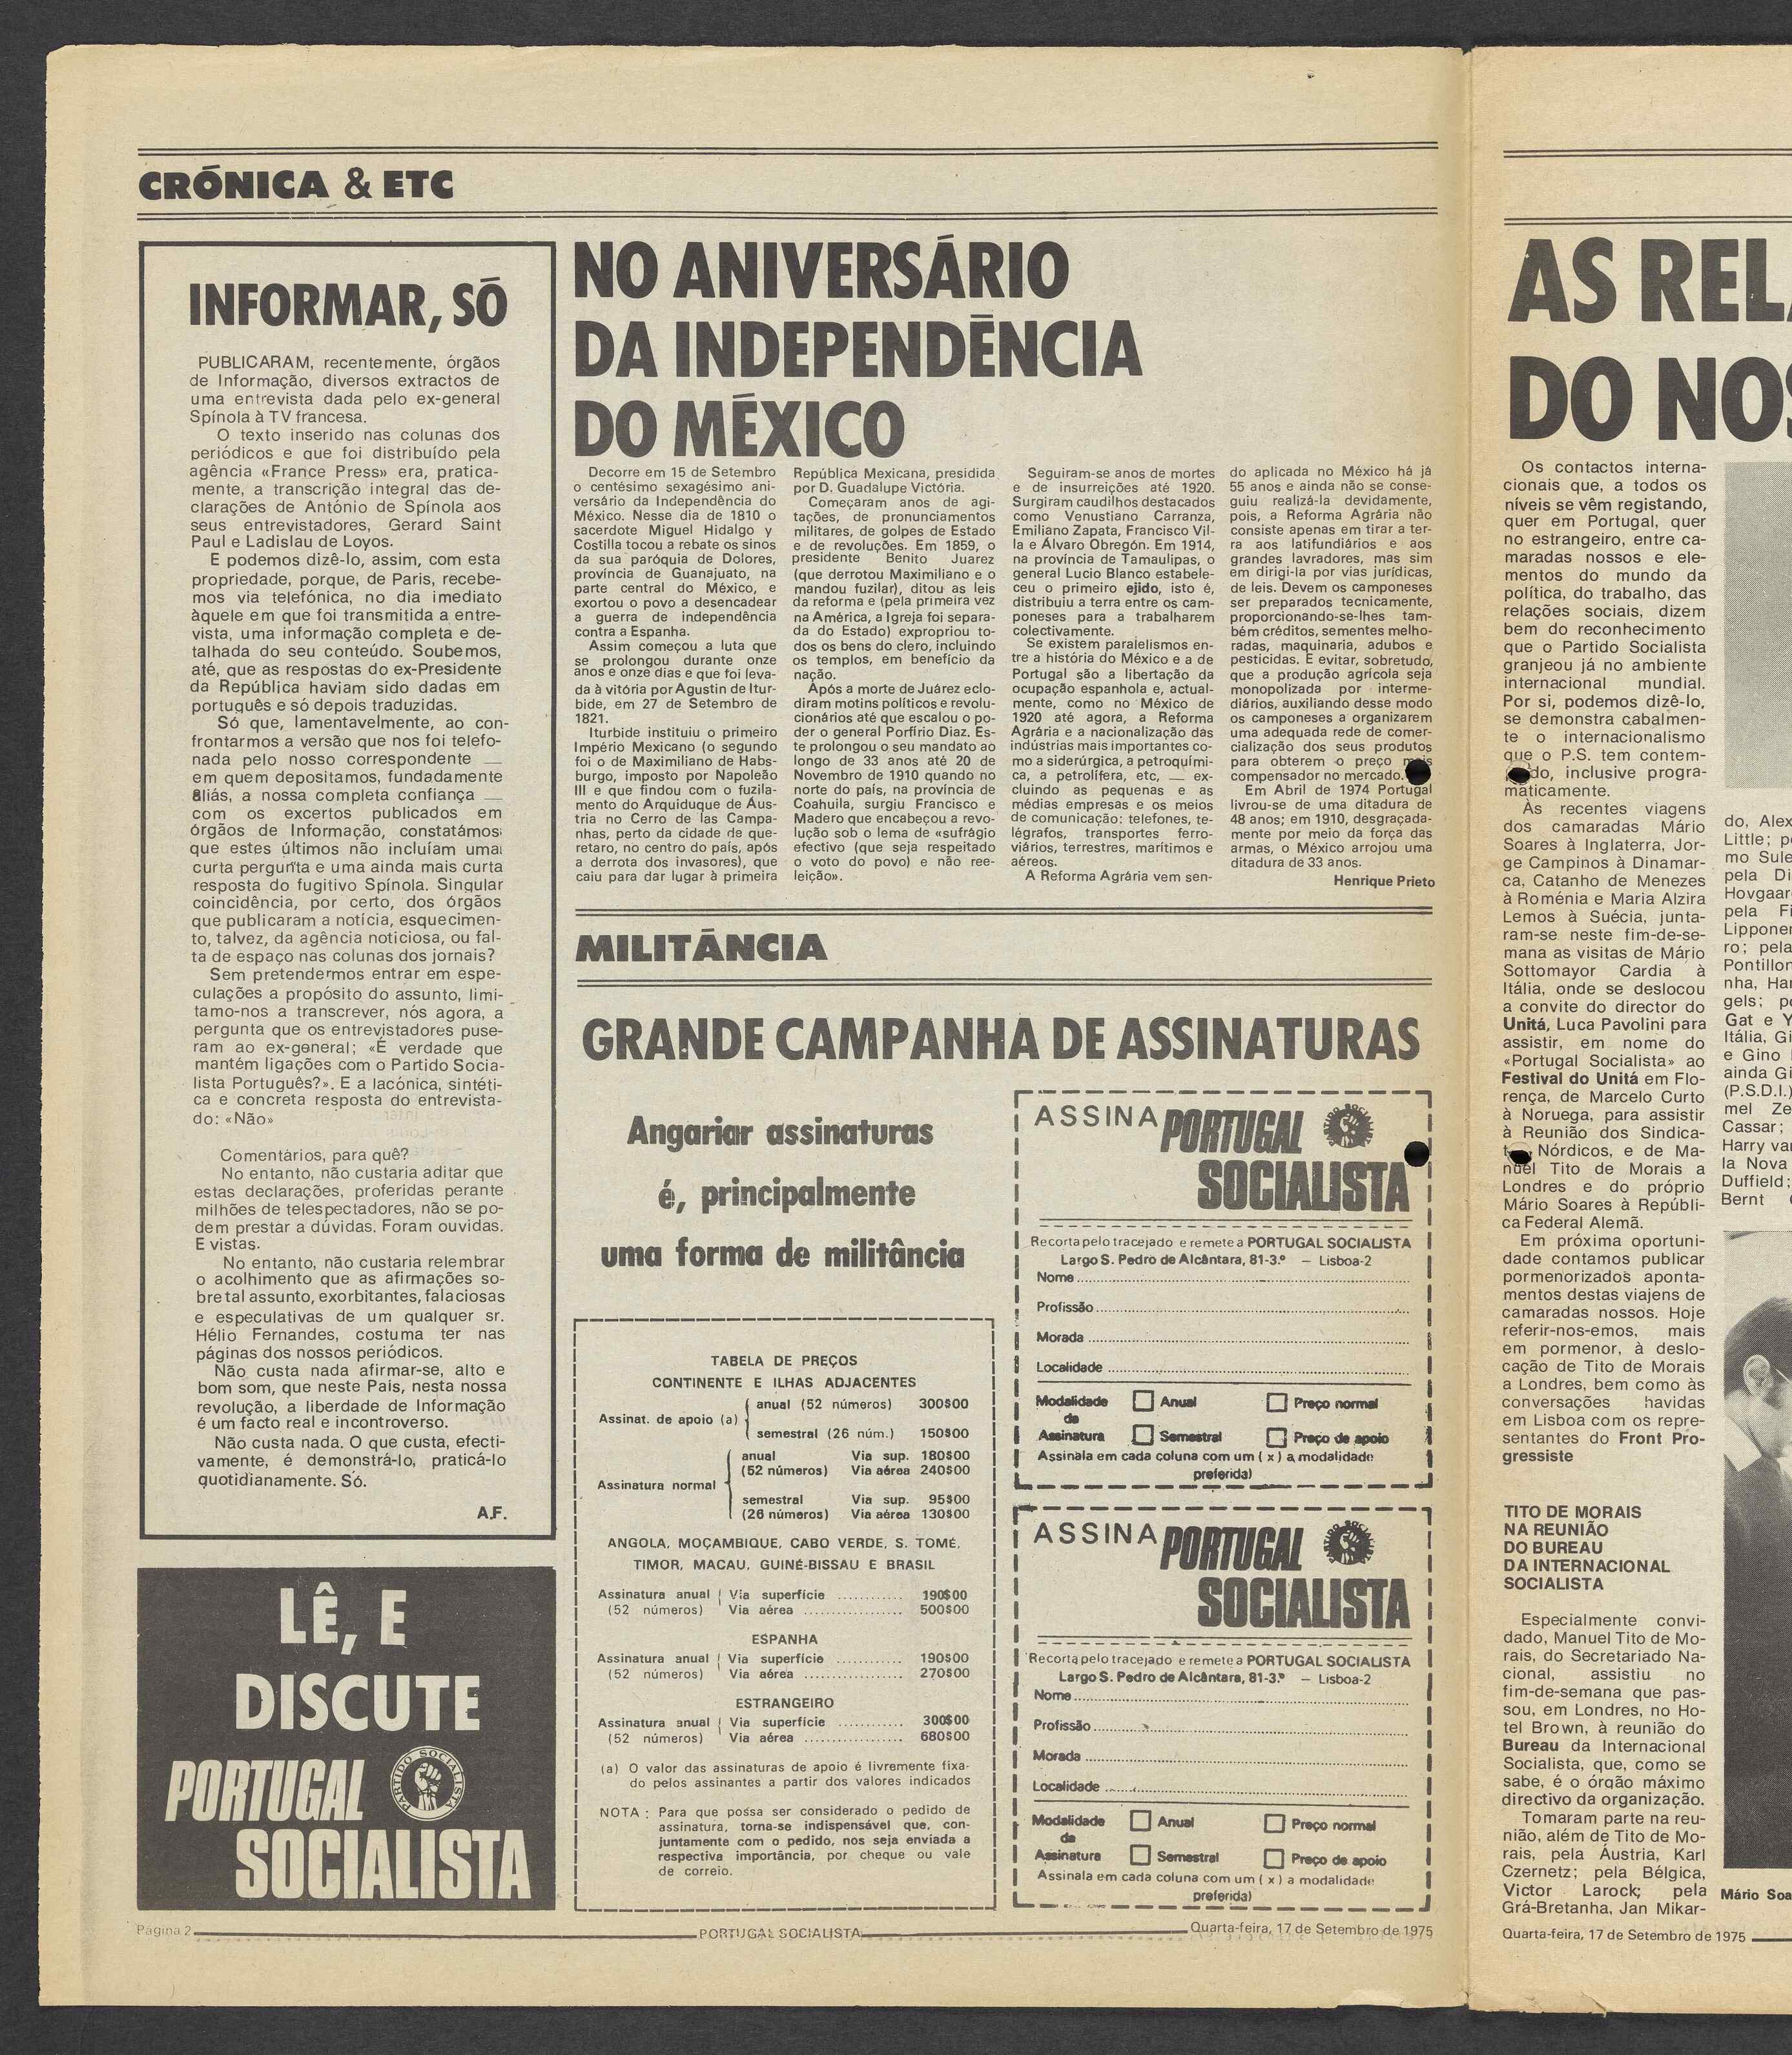 CRÓNICA & ETC
INFORMAR, SÓ
PUBLICARAM, recentemente, órgãos
de Informação, diversos extractos de
uma entrevista dada pelo ex-general
Spínola à TV francesa.
O texto inserido nas colunas dos
periódicos e que foi distribuído pela
agência «France Press» era, pratica-
mente, a transcrição integral das de-
clarações de António de Spínola aos
seus entrevistadores, Gerard Saint
Paul e Ladislau de Loyos.
E podemos dizê-lo, assim, com esta
propriedade, porque, de Paris, recebe-
mos via telefónica, no dia imediato
àquele em que foi transmitida a entre-
vista, uma informação completa e de-
talhada do seu conteúdo. Soubemos,
até, que as respostas do ex-Presidente
da República haviam sido dadas em
português e só depois traduzidas.
Só que, lamentavelmente, ao con-
frontarmos a versão que nos foi telefo-
nada pelo nosso correspondente —
em quem depositamos, fundadamente
aliás, a nossa completa confiança —
com os excertos publicados em
órgãos de Informação, constatámos
que estes últimos não incluíam uma
curta pergunta e uma ainda mais curta
resposta do fugitivo Spínola. Singular
coincidência, por certo, dos órgãos
que publicaram a notícia, esquecimen-
to, talvez, da agência noticiosa, ou fal-
ta de espaço nas colunas dos jornais?
Sem pretendermos entrar em espe-
culações a propósito do assunto, limi-
tamo-nos a transcrever, nós agora, a
pergunta que os entrevistadores puse-
ram ao ex-general; «É verdade que
mantém ligações com o Partido Socia-
lista Português?». E a lacónica, sintéti-
ca e concreta resposta do entrevista-
do: «Não»
Comentários, para quê?
No entanto, não custaria aditar que
estas declarações, proferidas perante
milhões de telespectadores, não se po-
dem prestar a dúvidas. Foram ouvidas.
E vistas.
No entanto, não custaria relembrar
o acolhimento que as afirmações so-
bre tal assunto, exorbitantes, falaciosas
e especulativas de um qualquer sr.
Hélio Fernandes, costuma ter nas
páginas dos nossos periódicos.
Não custa nada afirmar-se, alto e
bom som, que neste País, nesta nossa
revolução, a liberdade de Informação
é um facto real e incontroverso.
Não custa nada. O que custa, efecti-
vamente, é demonstrá-lo, praticá-lo
quotidianamente. Só.
A.F.
LÊ, E
DISCUTE
PORTUGAL
PARTIDO SOCIALISTA
SOCIALISTA
NO ANIVERSÁRIO
DA INDEPENDÊNCIA
DO MÉXICO
Decorre em 15 de Setembro
o centésimo sexagésimo ani-
versário da Independência do
México. Nesse dia de 1810 o
sacerdote Miguel Hidalgo y
Costilla tocou a rebate os sinos
da sua paróquia de Dolores,
província de Guanajuato, na
parte central do México, e
exortou o povo a desencadear
a guerra de independência
contra a Espanha.
Assim começou a luta que
se prolongou durante onze
anos e onze dias e que foi leva-
da à vitória por Agustin de Itur-
bide, em 27 de Setembro de
1821.
Iturbide instituiu o primeiro
Império Mexicano (o segundo
foi o de Maximiliano de Habs-
burgo, imposto por Napoleão
III e que findou com o fuzila-
mento do Arquiduque de Áus-
tria no Cerro de las Campa-
nhas, perto da cidade de que-
retaro, no centro do país, após
a derrota dos invasores), que
caiu para dar lugar à primeira
República Mexicana, presidida
por D. Guadalupe Victória.
Começaram anos de agi-
tações, de pronunciamentos
militares, de golpes de Estado
e de revoluções. Em 1859, o
presidente Benito Juarez
(que derrotou Maximiliano e o
mandou fuzilar), ditou as leis
da reforma e (pela primeira vez
na América, a Igreja foi separa-
da do Estado) expropriou to-
dos os bens do clero, incluindo
os templos, em benefício da
nação.
Após a morte de Juárez eclo-
diram motins políticos e revolu-
cionários até que escalou o po-
der o general Porfírio Diaz. Es-
te prolongou o seu mandato ao
longo de 33 anos até 20 de
Novembro de 1910 quando no
norte do país, na província de
Coahuila, surgiu Francisco e
Madero que encabeçou a revo-
lução sob o lema de «sufrágio
efectivo (que seja respeitado
o voto do povo) e não ree-
leição».
Seguiram-se anos de mortes
e de insurreições até 1920.
Surgiram caudilhos destacados
como Venustiano Carranza,
Emiliano Zapata, Francisco Vil-
la e Álvaro Obregón. Em 1914,
na província de Tamaulipas, o
general Lucio Blanco estabele-
ceu o primeiro ejido, isto é,
distribuiu a terra entre os cam-
poneses para a trabalharem
colectivamente.
Se existem paralelismos en-
tre a história do México e a de
Portugal são a libertação da
ocupação espanhola e, actual-
mente, como no México de
1920 até agora, a Reforma
Agrária e a nacionalização das
indústrias mais importantes co-
mo a siderúrgica, a petroquími-
ca, a petrolífera, etc, — ex-
cluindo as pequenas e as
médias empresas e os meios
de comunicação: telefones, te-
légrafos, transportes ferro-
viários, terrestres, marítimos e
aéreos.
A Reforma Agrária vem sen-
do aplicada no México há já
55 anos e ainda não se conse-
guiu realizá-la devidamente,
pois, a Reforma Agrária não
consiste apenas em tirar a ter-
ra aos latifundiários e aos
grandes lavradores, mas sim
em dirigi-la por vias jurídicas,
de leis. Devem os camponeses
ser preparados tecnicamente,
proporcionando-se-lhes tam-
bém créditos, sementes melho-
radas, maquinaria, adubos e
pesticidas. E evitar, sobretudo,
que a produção agrícola seja
monopolizada por interme-
diários, auxiliando desse modo
os camponeses a organizarem
uma adequada rede de comer-
cialização dos seus produtos
para obterem o preço mais
compensador no mercado.
Em Abril de 1974 Portugal
livrou-se de uma ditadura de
48 anos; em 1910, desgraçada-
mente por meio da força das
armas, o México arrojou uma
ditadura de 33 anos.
Henrique Prieto
MILITÂNCIA
GRANDE CAMPANHA DE ASSINATURAS
Angariar assinaturas
é, principalmente
uma forma de militância
TABELA DE PREÇOS
CONTINENTE E ILHAS ADJACENTES
Assinat. de apoio (a) anual (52 números) 300$00
semestral (26 núm.) 150$00
Assinatura normal anual Via sup. 180$00
(52 números) Via aérea 240$00
semestral Via sup. 95$00
(26 números) Via aérea 130$00
ANGOLA, MOÇAMBIQUE, CABO VERDE, S. TOMÉ,
TIMOR, MACAU, GUINÉ-BISSAU E BRASIL
Assinatura anual Via superfície ............ 190$00
(52 números) Via aérea .................. 500$00
ESPANHA
Assinatura anual Via superfície ............ 190$00
(52 números) Via aérea .................. 270$00
ESTRANGEIRO
Assinatura anual Via superfície ............ 300$00
(52 números) Via aérea .................. 680$00
(a) O valor das assinaturas de apoio é livremente fixa-
do pelos assinantes a partir dos valores indicados
NOTA: Para que possa ser considerado o pedido de
assinatura, torna-se indispensável que, con-
juntamente com o pedido, nos seja enviada a
respectiva importância, por cheque ou vale
de correio.
ASSINA PORTUGAL
SOCIALISTA
Recorta pelo tracejado e remete a PORTUGAL SOCIALISTA
Largo S. Pedro de Alcântara, 81-3.º — Lisboa-2
Nome
Profissão
Morada
Localidade
Modalidade Anual Preço normal
da
Assinatura Semestral Preço de apoio
Assinala em cada coluna com um ( x ) a modalidade
preferida)
ASSINA PORTUGAL
SOCIALISTA
Recorta pelo tracejado e remete a PORTUGAL SOCIALISTA
Largo S. Pedro de Alcântara, 81-3.º — Lisboa-2
Nome
Profissão
Morada
Localidade
Modalidade Anual Preço normal
da
Assinatura Semestral Preço de apoio
Assinala em cada coluna com um ( x ) a modalidade
preferida)
Página 2 PORTUGAL SOCIALISTA Quarta-feira, 17 de Setembro de 1975
AS REL
DO NOS
Os contactos interna-
cionais que, a todos os
níveis se vêm registando,
quer em Portugal, quer
no estrangeiro, entre ca-
maradas nossos e ele-
mentos do mundo da
política, do trabalho, das
relações sociais, dizem
bem do reconhecimento
que o Partido Socialista
granjeou já no ambiente
internacional mundial.
Por si, podemos dizê-lo,
se demonstra cabalmen-
te o internacionalismo
que o P.S. tem contem-
do, inclusive progra-
maticamente.
Às recentes viagens
dos camaradas Mário
Soares à Inglaterra, Jor-
ge Campinos à Dinamar-
ca, Catanho de Menezes
à Roménia e Maria Alzira
Lemos à Suécia, junta-
ram-se neste fim-de-se-
mana as visitas de Mário
Sottomayor Cardia à
Itália, onde se deslocou
a convite do director do
Unitá, Luca Pavolini para
assistir, em nome do
«Portugal Socialista» ao
Festival do Unitá em Flo-
rença, de Marcelo Curto
à Noruega, para assistir
à Reunião dos Sindica-
Nórdicos, e de Ma-
nuel Tito de Morais a
Londres e do próprio
Mário Soares à Repúbli-
ca Federal Alemã.
Em próxima oportuni-
dade contamos publicar
pormenorizados aponta-
mentos destas viajens de
camaradas nossos. Hoje
referir-nos-emos, mais
em pormenor, à deslo-
cação de Tito de Morais
a Londres, bem como às
conversações havidas
em Lisboa com os repre-
sentantes do Front Pro-
gressiste
TITO DE MORAIS
NA REUNIÃO
DO BUREAU
DA INTERNACIONAL
SOCIALISTA
Especialmente convi-
dado, Manuel Tito de Mo-
rais, do Secretariado Na-
cional, assistiu no
fim-de-semana que pas-
sou, em Londres, no Ho-
tel Brown, à reunião do
Bureau da Internacional
Socialista, que, como se
sabe, é o órgão máximo
directivo da organização.
Tomaram parte na reu-
nião, além de Tito de Mo-
rais, pela Áustria, Karl
Czernetz; pela Bélgica,
Victor Larock; pela
Grã-Bretanha, Jan Mikar-
do, Alex
Little; p
mo Sule
pela Di
Hovgaar
pela Fi
Lipponen
ro; pela
Pontillon
nha, Han
gels; pe
Gat e Y
Itália, Gi
e Gino
ainda Gi
(P.S.D.I.)
mel Ze
Cassar;
Harry va
la Nova
Duffield;
Bernt
Mário Soa
Quarta-feira, 17 de Setembro de 1975